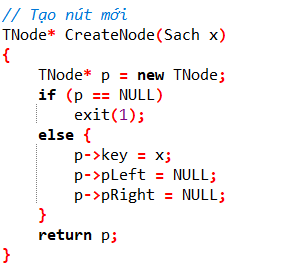 // Tạo nút mới
TNode* CreateNode(Sach x)
{
    TNode* p = new TNode;
    if (p == NULL)
        exit(1);
    else {
        p->key = x;
        p->pLeft = NULL;
        p->pRight = NULL;
    }
    return p;
}